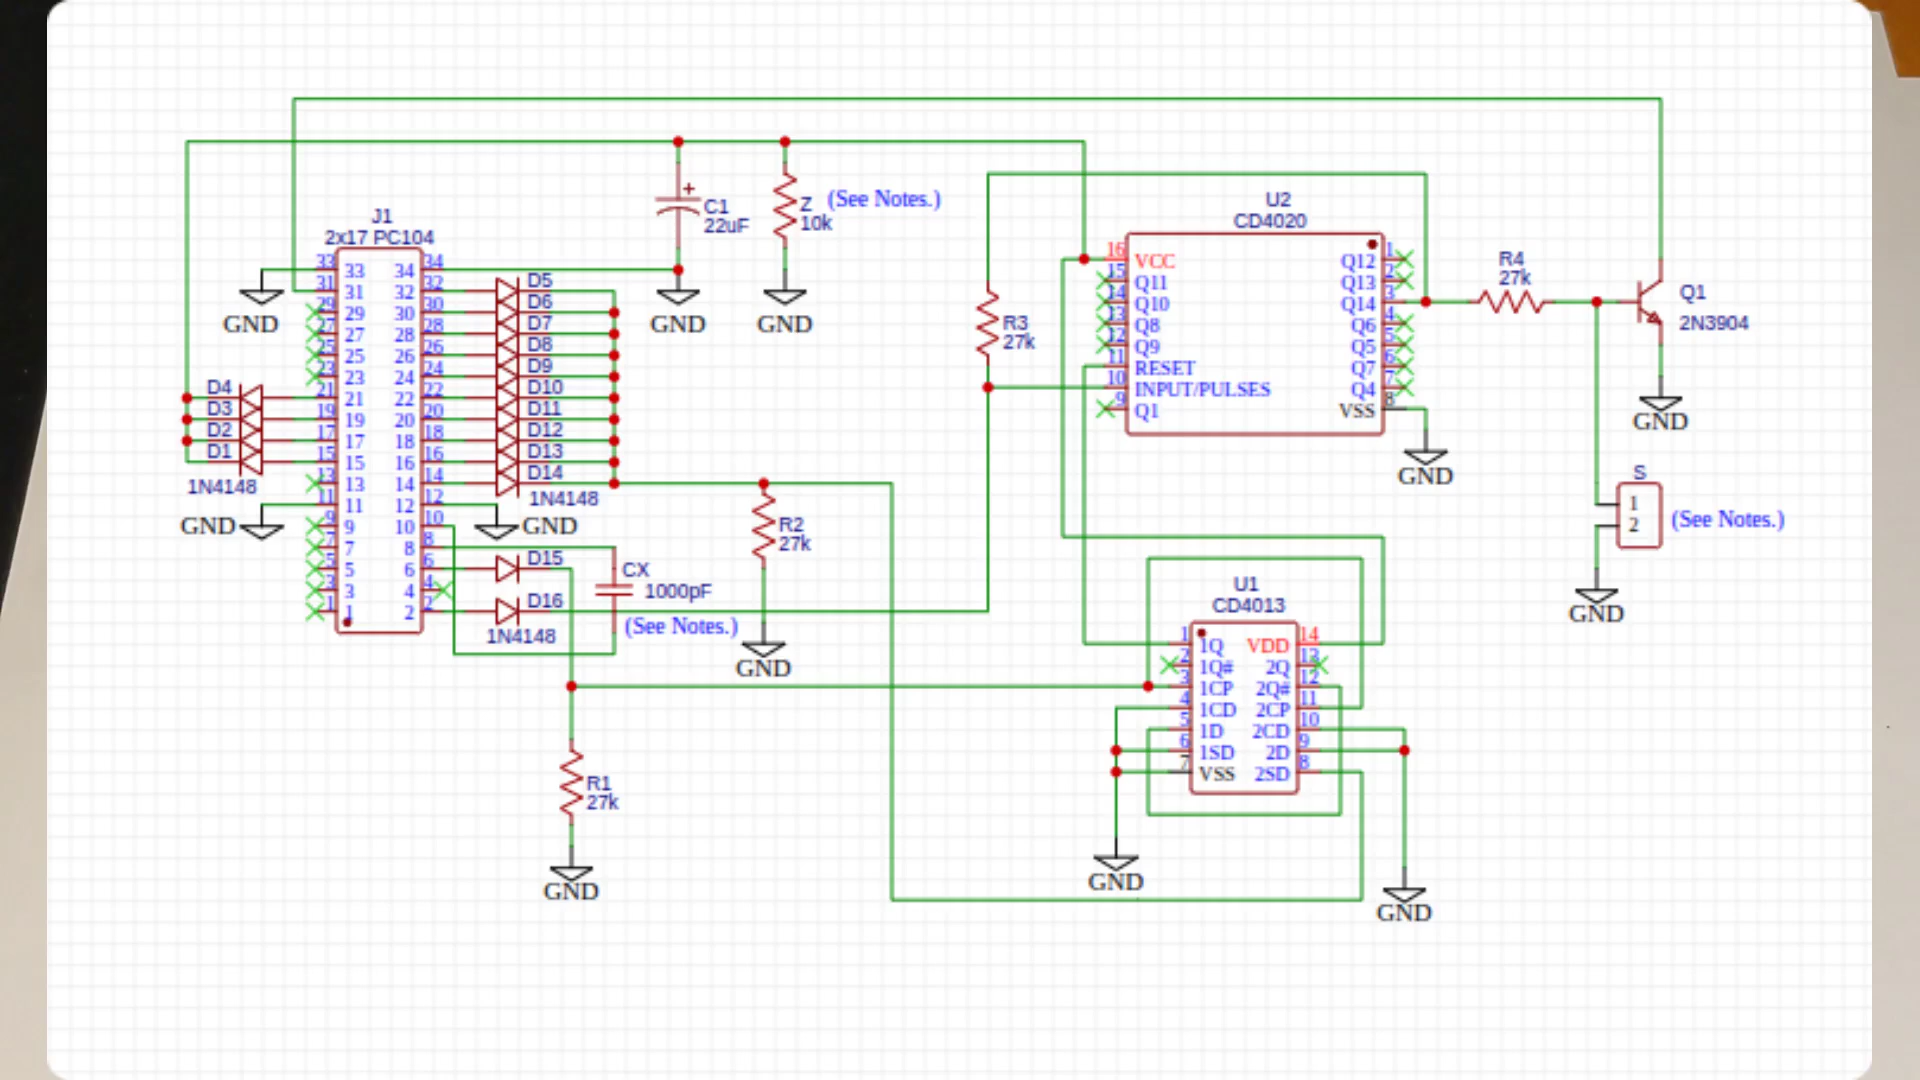 J1
2x17 PC104
33 33 34 34
31 31 32 32
29 29 30 30
27 27 28 28
25 25 26 26
23 23 24 24
21 21 22 22
19 19 20 20
17 17 18 18
15 15 16 16
13 13 14 14
11 11 12 12
9 9 10 10
7 7 8 8
5 5 6 6
3 3 4 4
1 1 2 2
GND
D4
D3
D2
D1
1N4148
GND
D5
D6
D7
D8
D9
D10
D11
D12
D13
D14
1N4148
GND
D15
D16
1N4148
CX
1000pF
(See Notes.)
C1
22uF
GND
Z
10k
(See Notes.)
GND
R2
27k
GND
R1
27k
GND
R3
27k
U2
CD4020
16 VCC Q12 1
15 Q11 Q13 2
14 Q10 Q14 3
13 Q8 Q6 4
12 Q9 Q5 5
11 RESET Q7 6
10 INPUT/PULSES Q4 7
9 Q1 VSS 8
GND
R4
27k
Q1
2N3904
GND
S
1
2
(See Notes.)
GND
U1
CD4013
1 1Q VDD 14
2 1Q# 2Q 13
3 1CP 2Q# 12
4 1CD 2CP 11
5 1D 2CD 10
6 1SD 2D 9
7 VSS 2SD 8
GND
GND